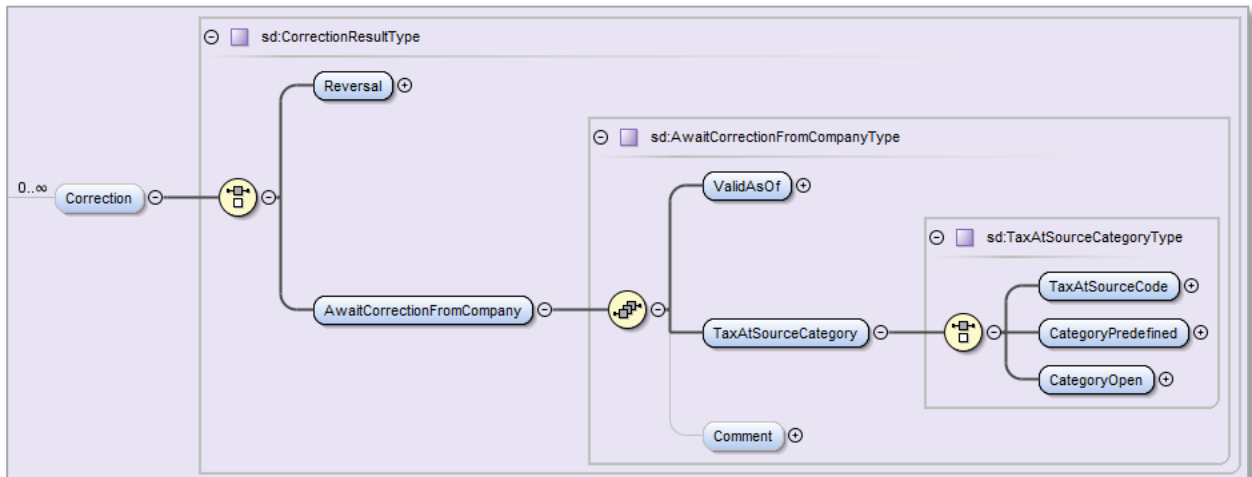 sd:CorrectionResultType
Reversal
sd:AwaitCorrectionFromCompanyType
ValidAsOf
0..∞
Correction
sd:TaxAtSourceCategoryType
TaxAtSourceCode
AwaitCorrectionFromCompany
TaxAtSourceCategory
CategoryPredefined
CategoryOpen
Comment